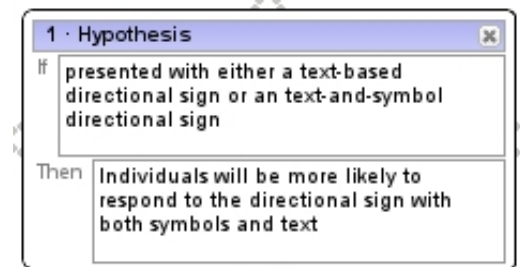 1 · Hypothesis
If
presented with either a text-based
directional sign or an text-and-symbol
directional sign
Then
Individuals will be more likely to
respond to the directional sign with
both symbols and text